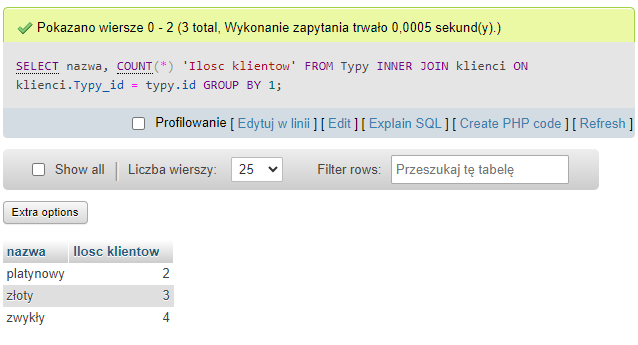 Pokazano wiersze 0 - 2 (3 total, Wykonanie zapytania trwało 0,0005 sekund(y).)
SELECT nazwa, COUNT(*) 'Ilosc klientow' FROM Typy INNER JOIN klienci ON
klienci.Typy_id = typy.id GROUP BY 1;
Profilowanie [ Edytuj w linii ] [ Edit ] [ Explain SQL ] [ Create PHP code ] [ Refresh ]
Show all Liczba wierszy: 25 Filter rows: Przeszukaj tę tabelę
Extra options
nazwa Ilosc klientow
platynowy 2
złoty 3
zwykły 4